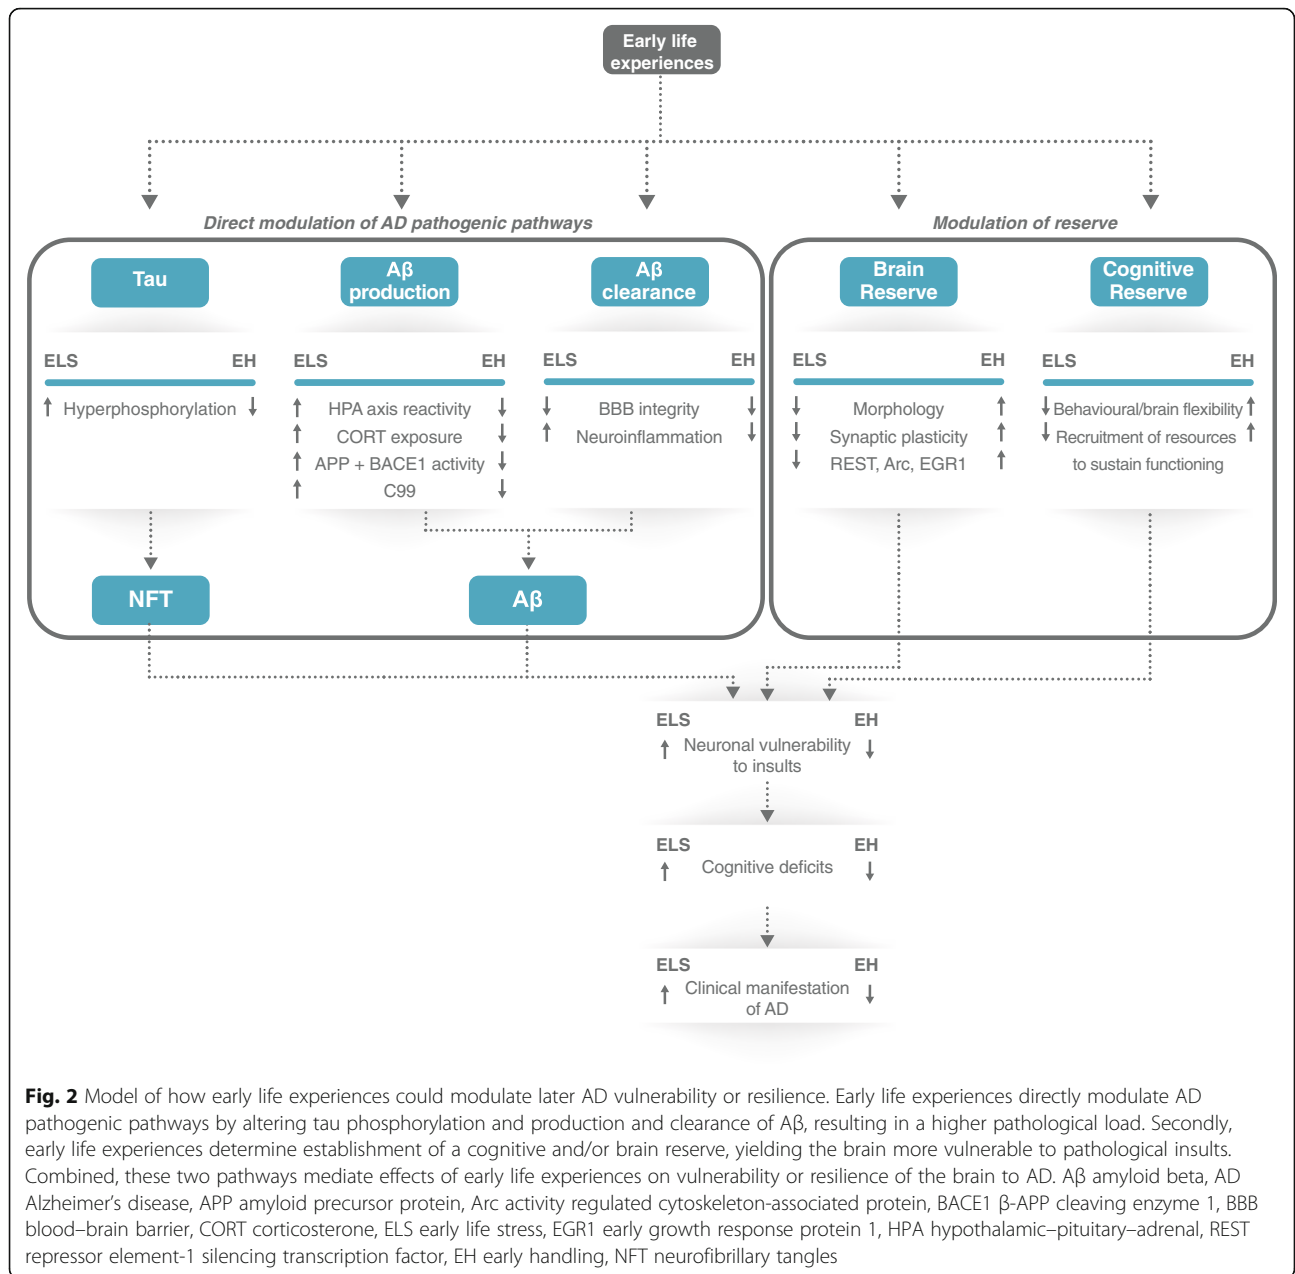 Early life
experiences
Direct modulation of AD pathogenic pathways
Modulation of reserve
Tau
Aβ
production
Aβ
clearance
Brain
Reserve
Cognitive
Reserve
ELS EH
↑ Hyperphosphorylation ↓
ELS EH
↑ HPA axis reactivity ↓
↑ CORT exposure ↓
↑ APP + BACE1 activity ↓
↑ C99 ↓
ELS EH
↓ BBB integrity ↓
↑ Neuroinflammation ↓
ELS EH
↓ Morphology ↑
↓ Synaptic plasticity ↑
↓ REST, Arc, EGR1 ↑
ELS EH
↓ Behavioural/brain flexibility ↑
↓ Recruitment of resources ↑
to sustain functioning
NFT
Aβ
ELS EH
↑ Neuronal vulnerability ↓
to insults
ELS EH
↑ Cognitive deficits ↓
ELS EH
↑ Clinical manifestation ↓
of AD
Fig. 2 Model of how early life experiences could modulate later AD vulnerability or resilience. Early life experiences directly modulate AD
pathogenic pathways by altering tau phosphorylation and production and clearance of Aβ, resulting in a higher pathological load. Secondly,
early life experiences determine establishment of a cognitive and/or brain reserve, yielding the brain more vulnerable to pathological insults.
Combined, these two pathways mediate effects of early life experiences on vulnerability or resilience of the brain to AD. Aβ amyloid beta, AD
Alzheimer's disease, APP amyloid precursor protein, Arc activity regulated cytoskeleton-associated protein, BACE1 β-APP cleaving enzyme 1, BBB
blood–brain barrier, CORT corticosterone, ELS early life stress, EGR1 early growth response protein 1, HPA hypothalamic–pituitary–adrenal, REST
repressor element-1 silencing transcription factor, EH early handling, NFT neurofibrillary tangles